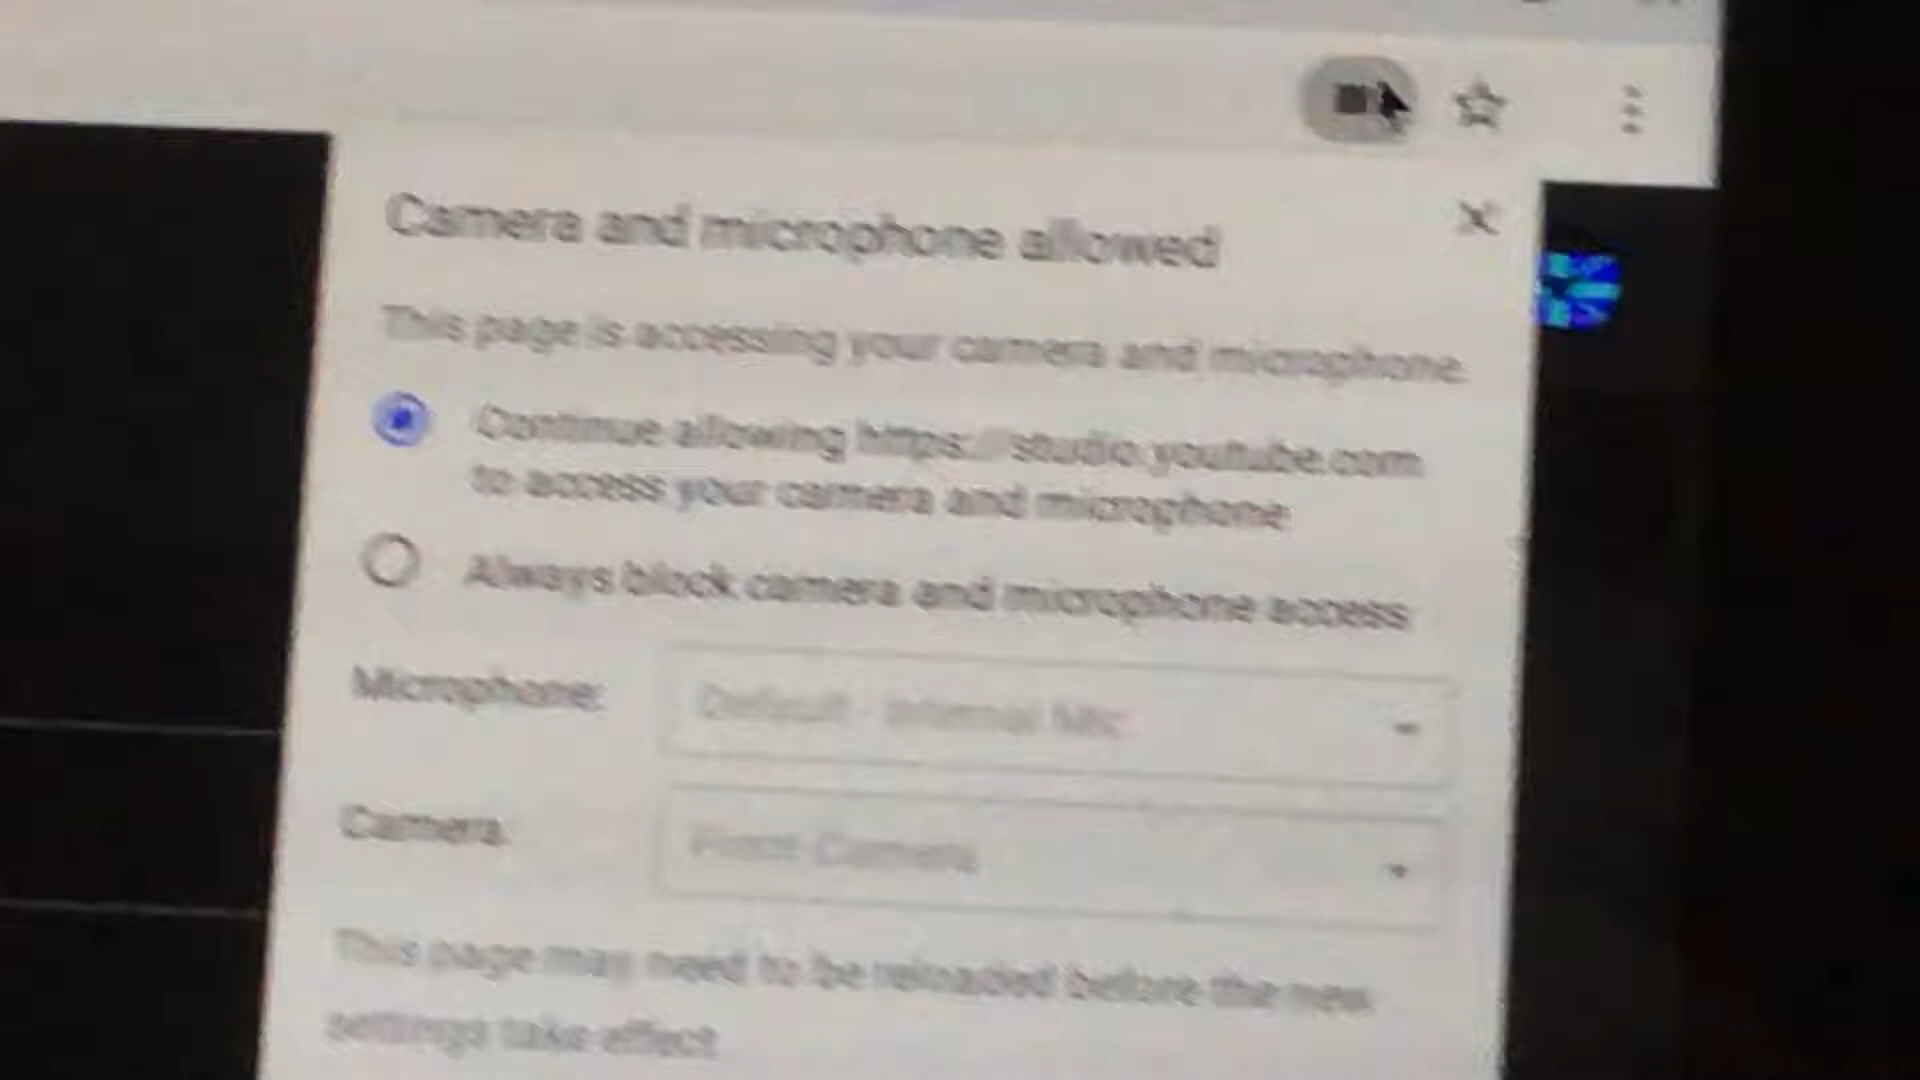 Camera and microphone allowed
This page is accessing your camera and microphone.
Continue allowing https://studio.youtube.com
to access your camera and microphone
Always block camera and microphone access
Microphone:
Default - Internal Mic
Camera:
Front Camera
This page may need to be reloaded before the new
settings take effect